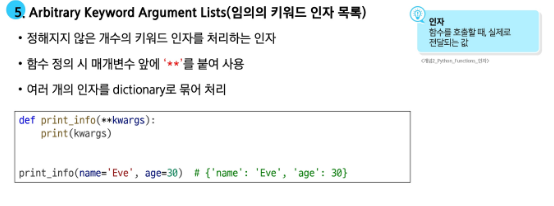 5. Arbitrary Keyword Argument Lists(임의의 키워드 인자 목록)
• 정해지지 않은 개수의 키워드 인자를 처리하는 인자
• 함수 정의 시 매개변수 앞에 '**'를 붙여 사용
• 여러 개의 인자를 dictionary로 묶어 처리
def print_info(**kwargs):
    print(kwargs)
print_info(name='Eve', age=30)  # {'name': 'Eve', 'age': 30}
인자
함수를 호출할 때, 실제로
전달되는 값